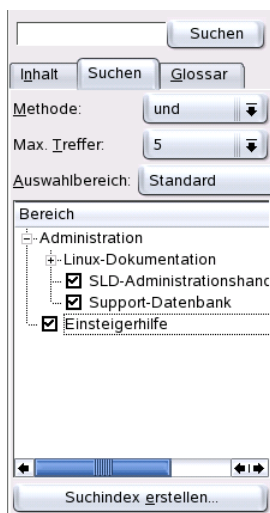 Suchen
Inhalt Suchen Glossar
Methode: und
Max. Treffer: 5
Auswahlbereich: Standard
Bereich
Administration
Linux-Dokumentation
SLD-Administrationshand
Support-Datenbank
Einsteigerhilfe
Suchindex erstellen...